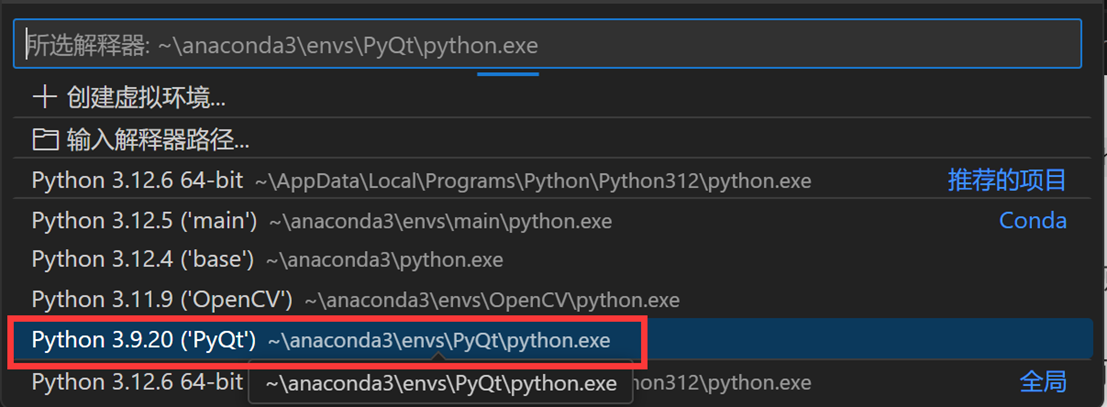 所选解释器: ~\anaconda3\envs\PyQt\python.exe
创建虚拟环境...
输入解释器路径...
Python 3.12.6 64-bit ~\AppData\Local\Programs\Python\Python312\python.exe 推荐的项目
Python 3.12.5 ('main') ~\anaconda3\envs\main\python.exe Conda
Python 3.12.4 ('base') ~\anaconda3\python.exe
Python 3.11.9 ('OpenCV') ~\anaconda3\envs\OpenCV\python.exe
Python 3.9.20 ('PyQt') ~\anaconda3\envs\PyQt\python.exe
Python 3.12.6 64-bit ~\anaconda3\envs\PyQt\python.exe hon312\python.exe 全局